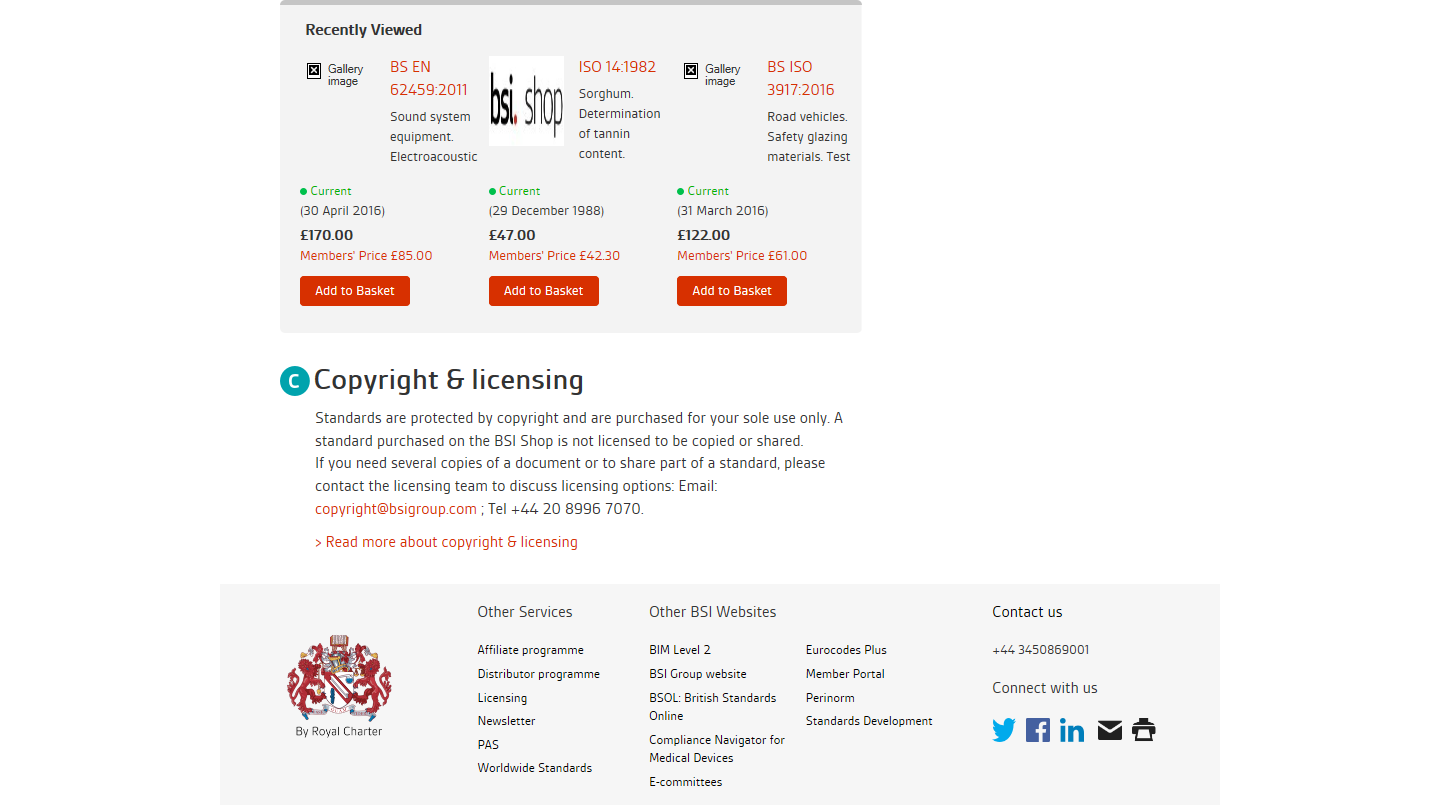 Recently Viewed
Gallery
image
BS EN
62459:2011
Sound system
equipment.
Electroacoustic
Current
(30 April 2016)
£170.00
Members' Price £85.00
Add to Basket
bsi. shop
ISO 14:1982
Sorghum.
Determination
of tannin
content.
Current
(29 December 1988)
£47.00
Members' Price £42.30
Add to Basket
Gallery
image
BS ISO
3917:2016
Road vehicles.
Safety glazing
materials. Test
Current
(31 March 2016)
£122.00
Members' Price £61.00
Add to Basket
C Copyright & licensing
Standards are protected by copyright and are purchased for your sole use only. A
standard purchased on the BSI Shop is not licensed to be copied or shared.
If you need several copies of a document or to share part of a standard, please
contact the licensing team to discuss licensing options: Email:
copyright@bsigroup.com ; Tel +44 20 8996 7070.
> Read more about copyright & licensing
By Royal Charter
Other Services
Affiliate programme
Distributor programme
Licensing
Newsletter
PAS
Worldwide Standards
Other BSI Websites
BIM Level 2
BSI Group website
BSOL: British Standards
Online
Compliance Navigator for
Medical Devices
E-committees
Eurocodes Plus
Member Portal
Perinorm
Standards Development
Contact us
+44 3450869001
Connect with us